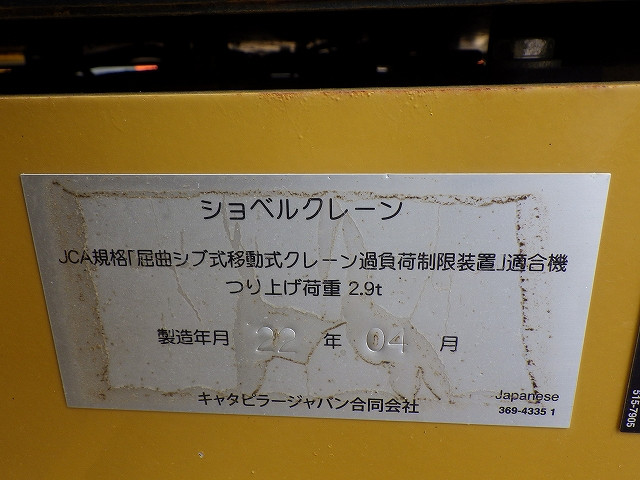 ショベルクレーン
JCA規格「屈曲ジブ式移動式クレーン過負荷制限装置」適合機
つり上げ荷重 2.9t
製造年月 22 年 04 月
キャタピラージャパン合同会社
Japanese
369-4335 1
515-7905